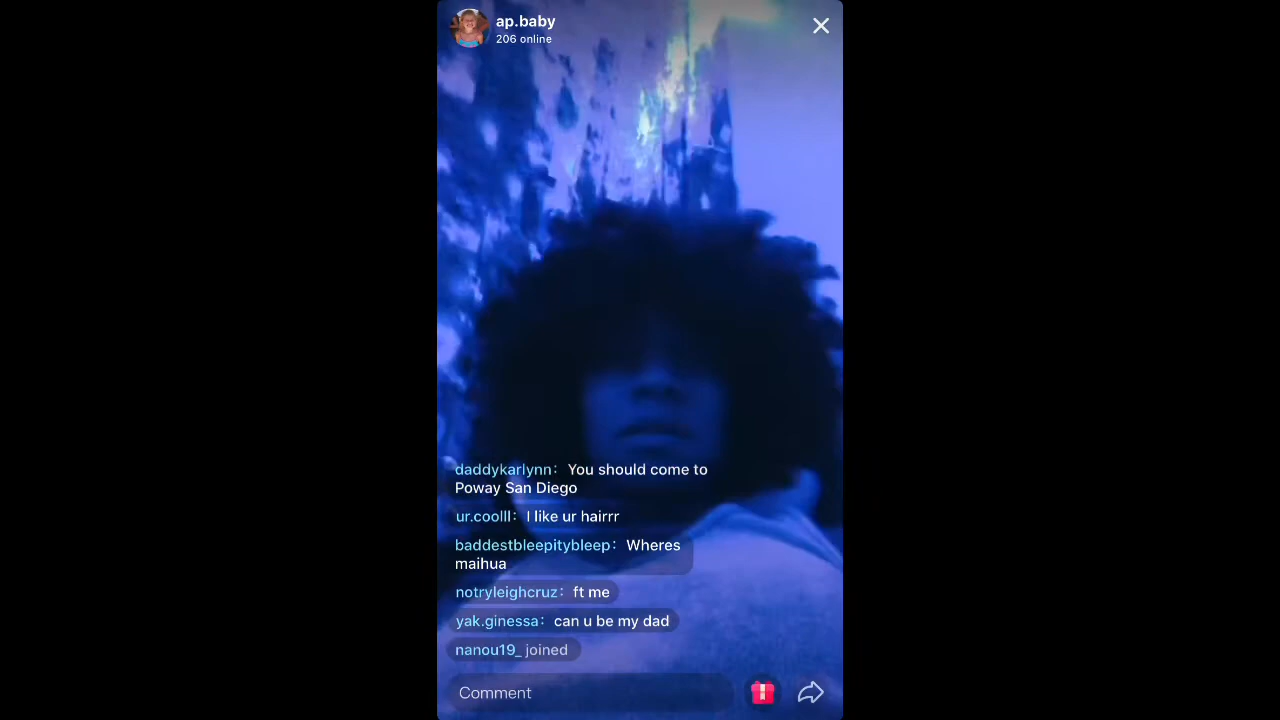 ap.baby
206 online
daddykarlynn: You should come to
Poway San Diego
ur.coolll: I like ur hairrr
baddestbleepitybleep: Wheres
maihua
notryleighcruz: ft me
yak.ginessa: can u be my dad
nanou19_ joined
Comment